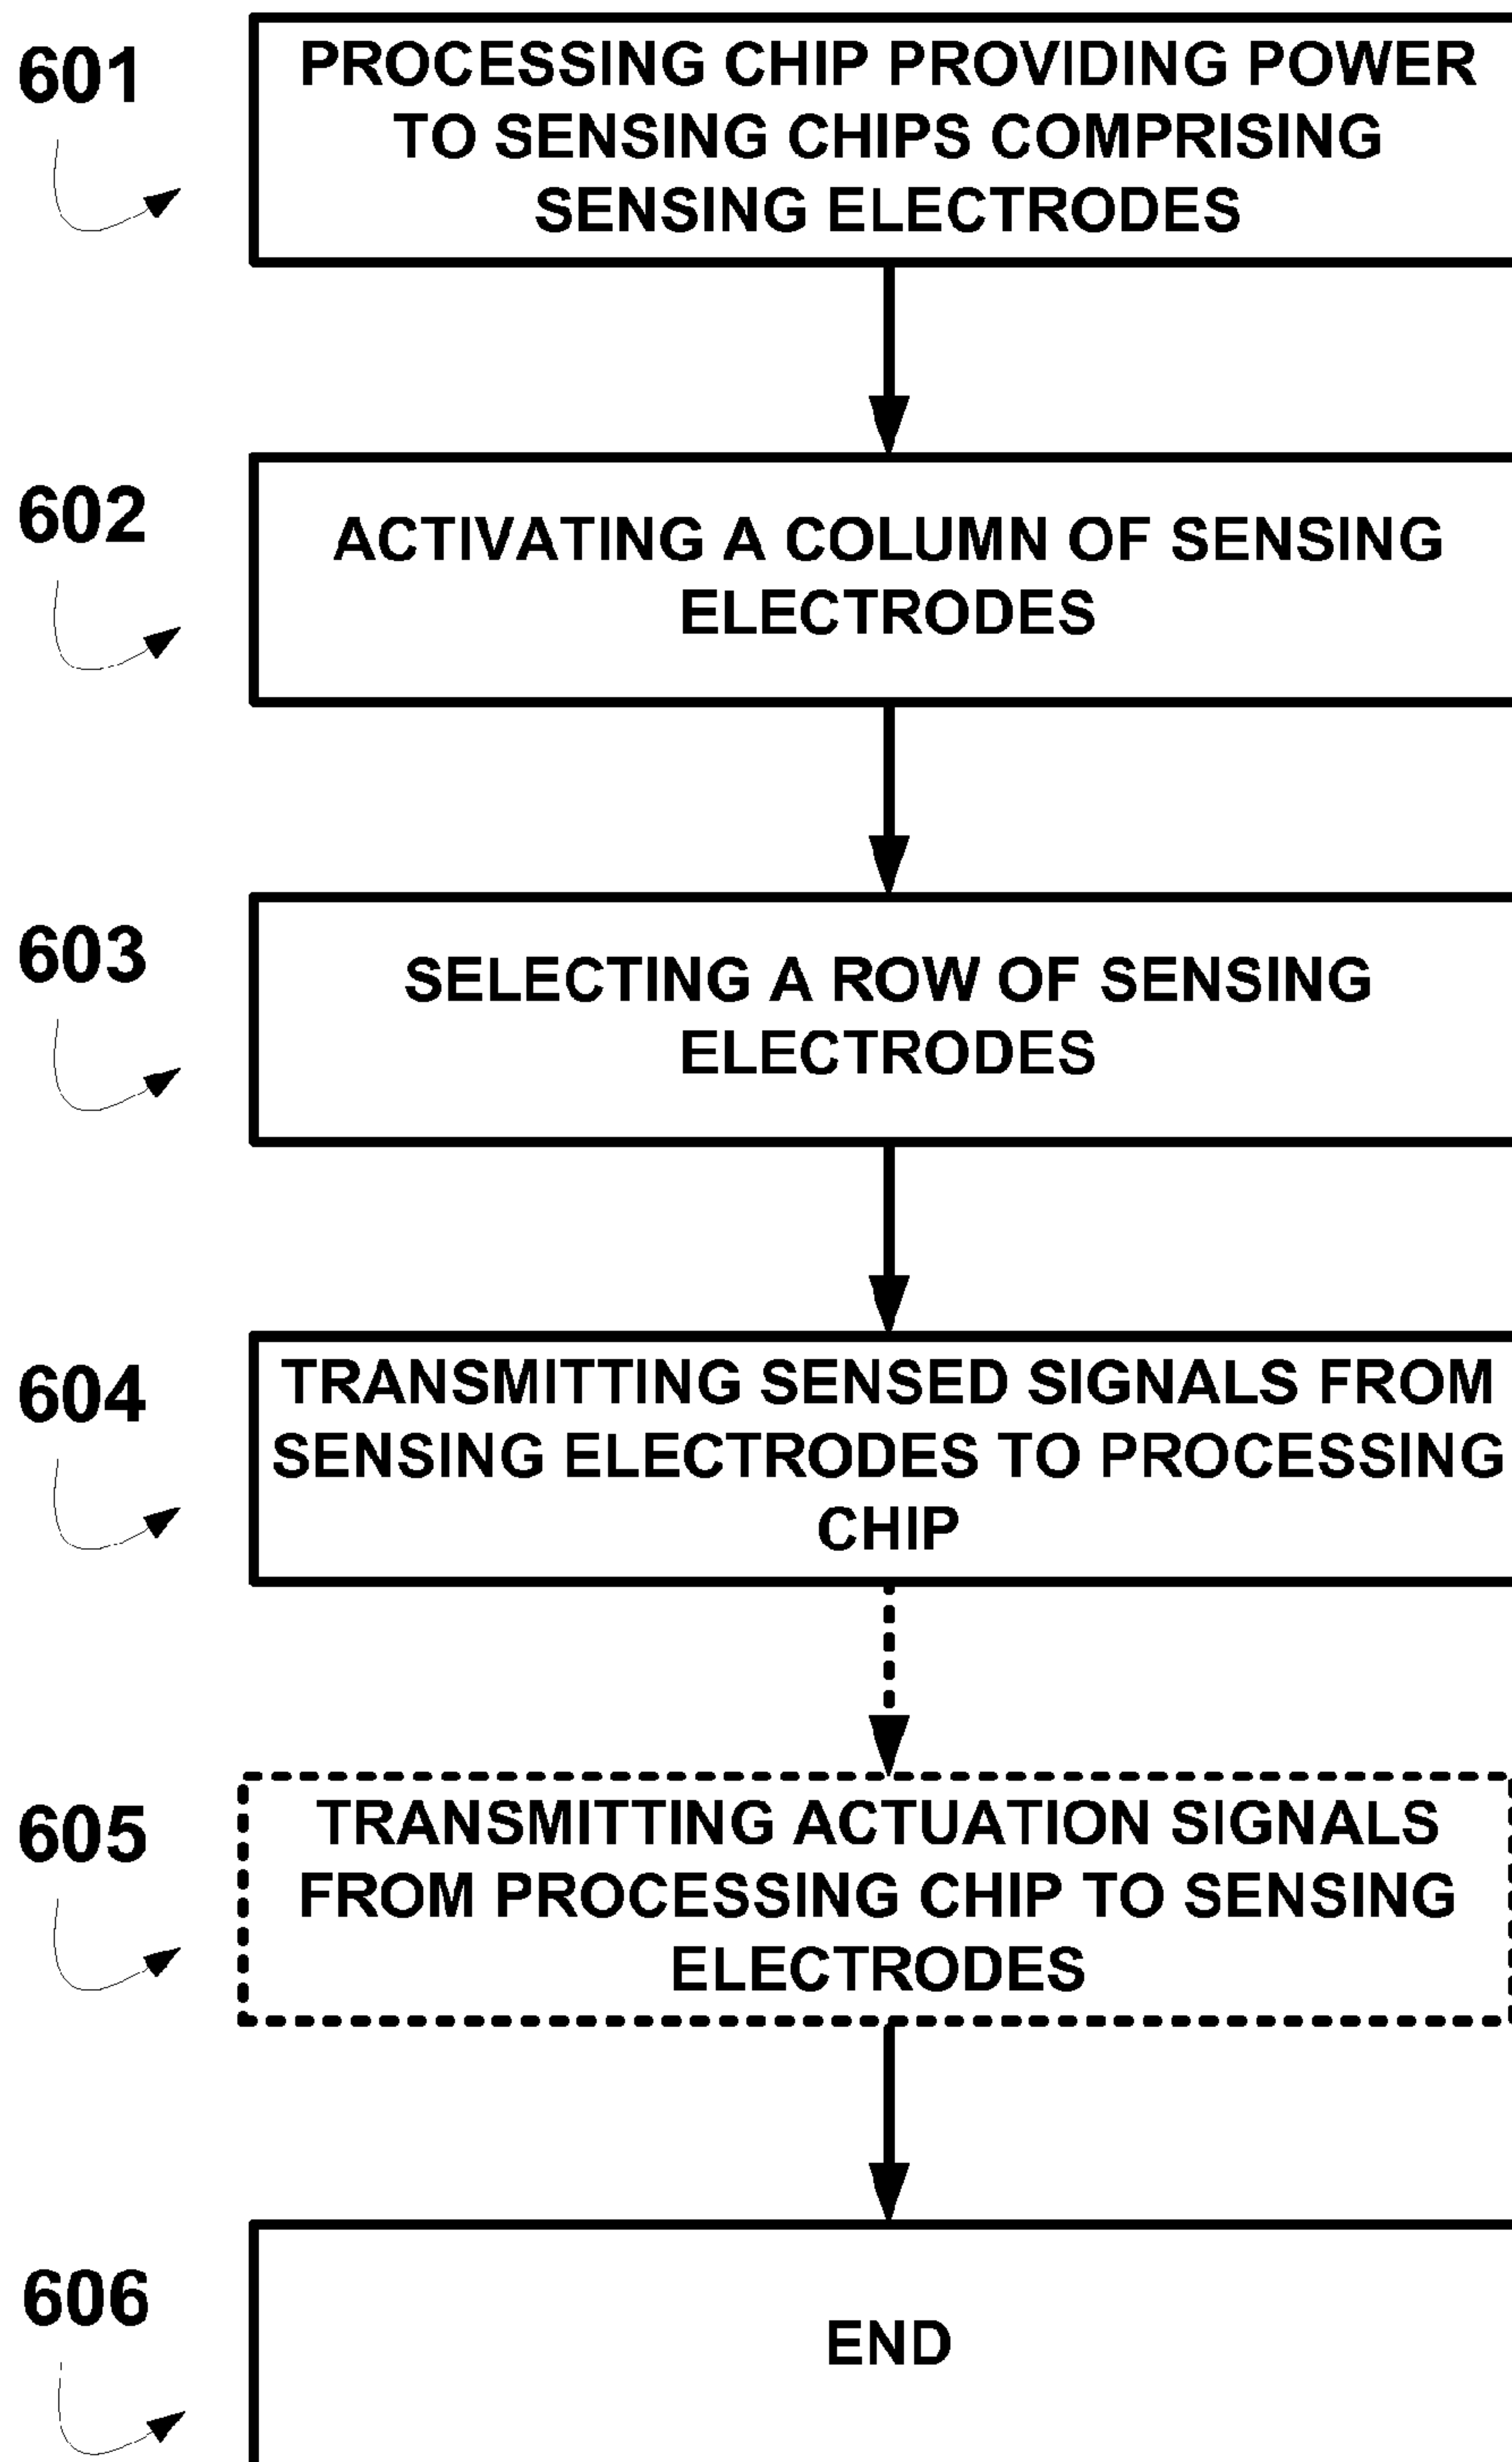 601
PROCESSING CHIP PROVIDING POWER
TO SENSING CHIPS COMPRISING
SENSING ELECTRODES
602
ACTIVATING A COLUMN OF SENSING
ELECTRODES
603
SELECTING A ROW OF SENSING
ELECTRODES
604
TRANSMITTING SENSED SIGNALS FROM
SENSING ELECTRODES TO PROCESSING
CHIP
605
TRANSMITTING ACTUATION SIGNALS
FROM PROCESSING CHIP TO SENSING
ELECTRODES
606
END